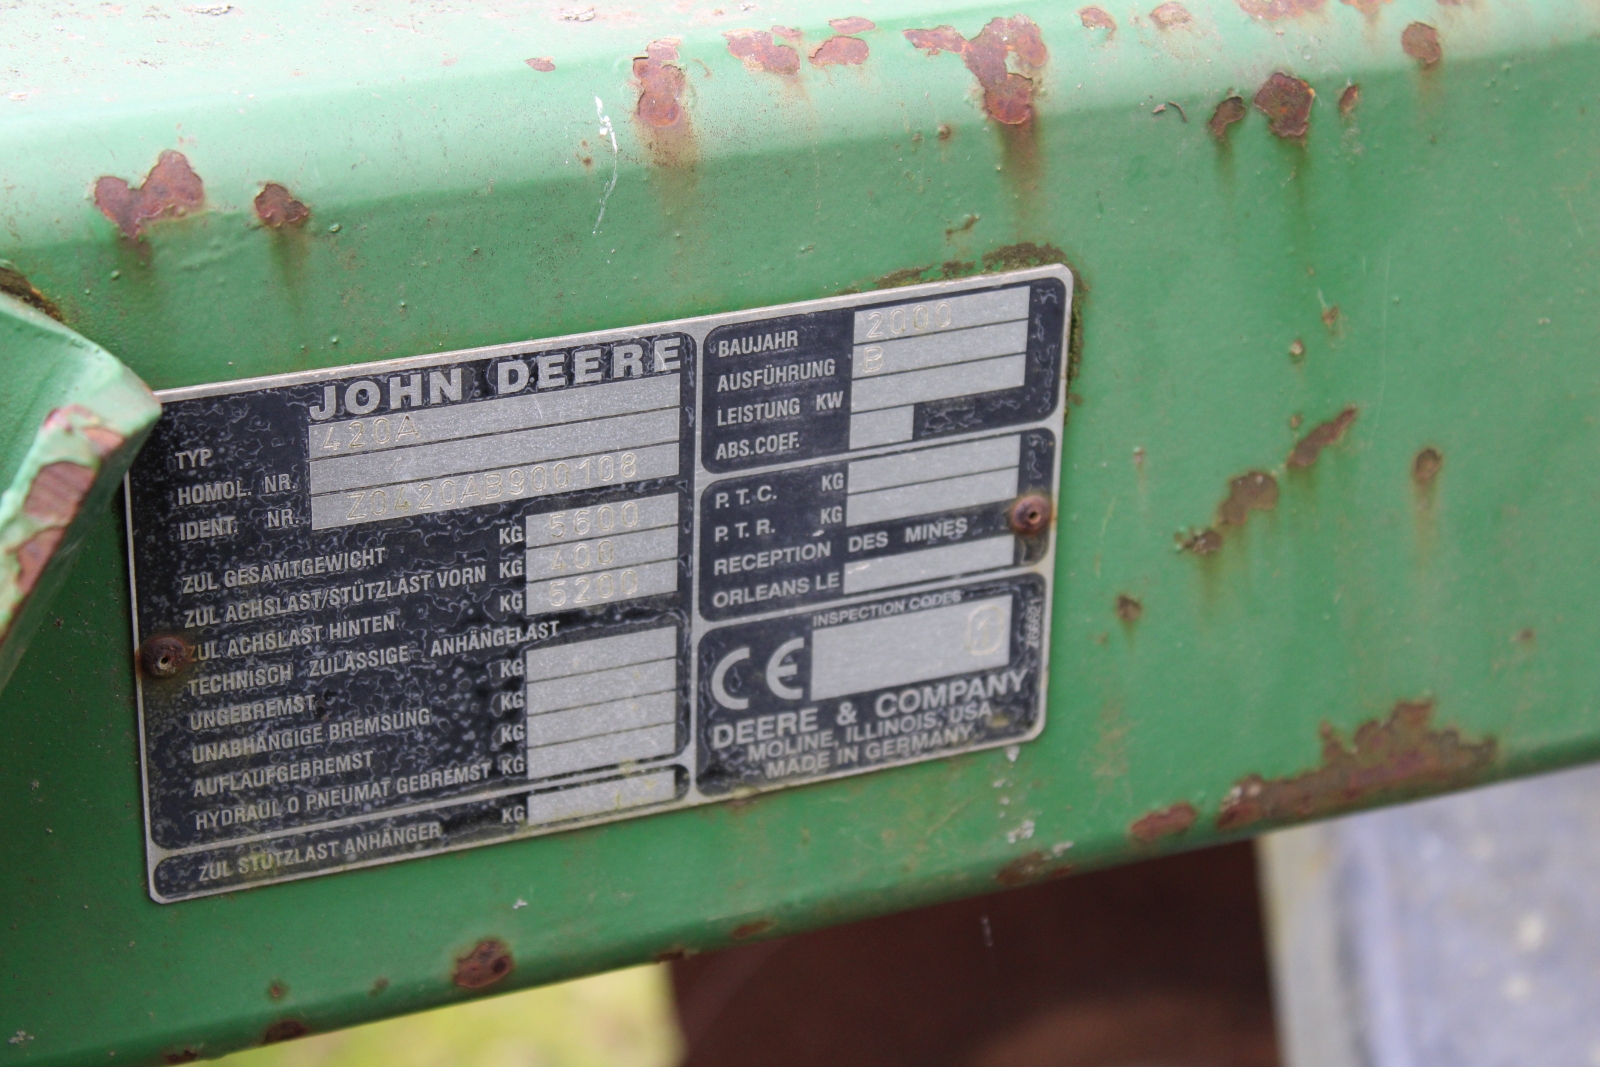 JOHN DEERE
TYP 420A
HOMOL. NR.
IDENT. NR. Z0420AB900108
ZUL GESAMTGEWICHT KG 5600
ZUL ACHSLAST/STÜTZLAST VORN KG 400
ZUL ACHSLAST HINTEN KG 5200
TECHNISCH ZULÄSSIGE ANHÄNGELAST
UNGEBREMST KG
UNABHÄNGIGE BREMSUNG KG
AUFLAUFGEBREMST KG
HYDRAUL O PNEUMAT GEBREMST KG
ZUL STÜTZLAST ANHÄNGER KG
BAUJAHR 2000
AUSFÜHRUNG B
LEISTUNG KW
ABS.COEF.
P. T. C. KG
P. T. R. KG
RECEPTION DES MINES
ORLEANS LE
CE
INSPECTION CODES
DEERE & COMPANY
MOLINE, ILLINOIS, USA
MADE IN GERMANY